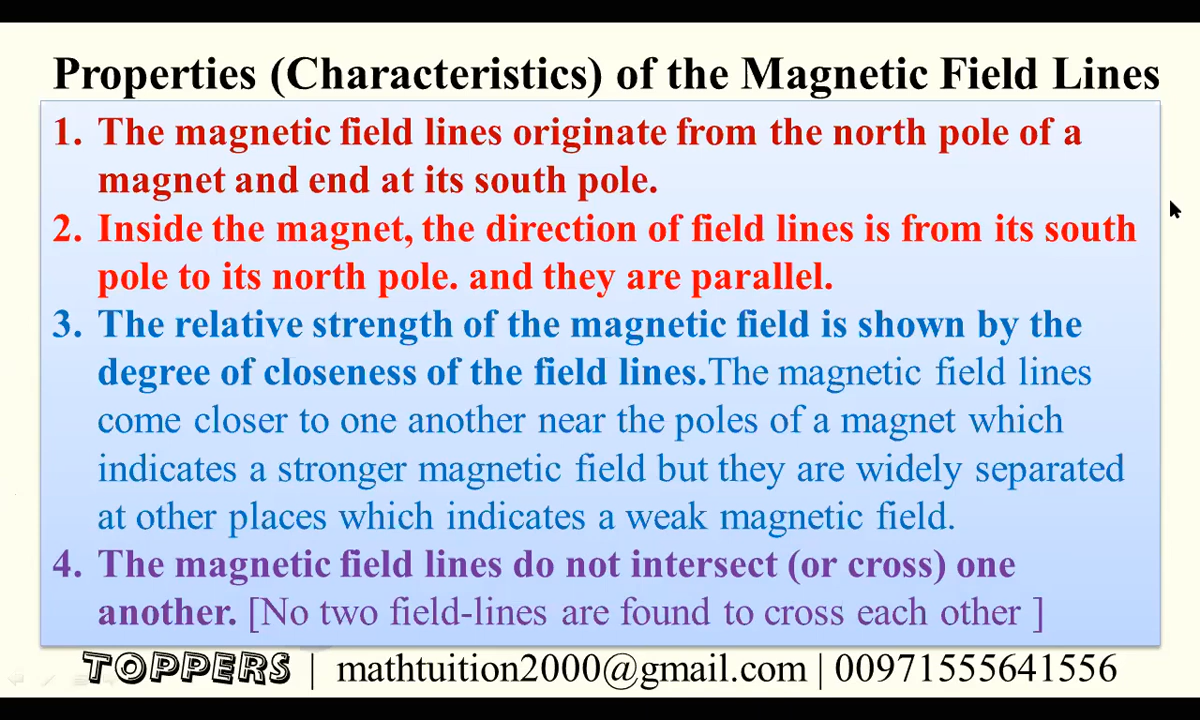 Properties (Characteristics) of the Magnetic Field Lines
1. The magnetic field lines originate from the north pole of a
magnet and end at its south pole.
2. Inside the magnet, the direction of field lines is from its south
pole to its north pole. and they are parallel.
3. The relative strength of the magnetic field is shown by the
degree of closeness of the field lines.The magnetic field lines
come closer to one another near the poles of a magnet which
indicates a stronger magnetic field but they are widely separated
at other places which indicates a weak magnetic field.
4. The magnetic field lines do not intersect (or cross) one
another. [No two field-lines are found to cross each other ]
TOPPERS | mathtuition2000@gmail.com | 00971555641556